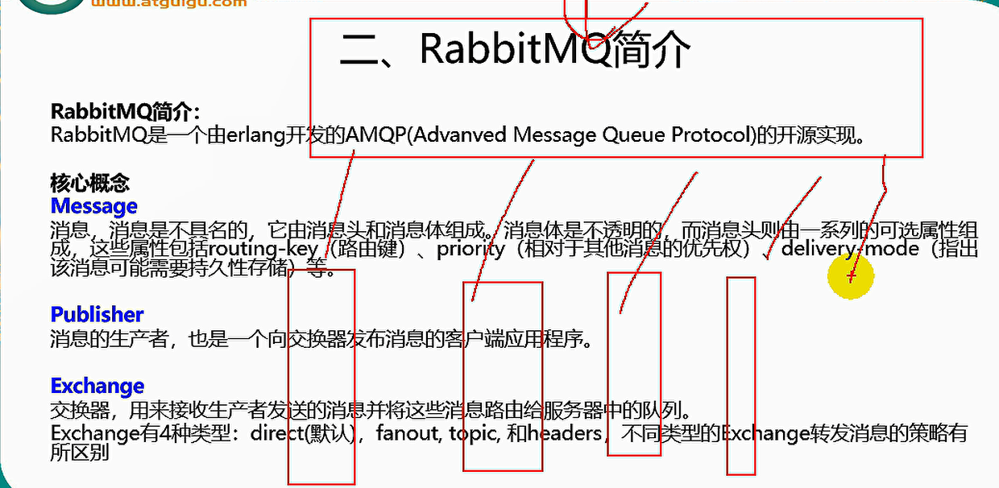 www.atguigu.com
二、RabbitMQ简介
RabbitMQ简介：
RabbitMQ是一个由erlang开发的AMQP(Advanved Message Queue Protocol)的开源实现。
核心概念
Message
消息，消息是不具名的，它由消息头和消息体组成。消息体是不透明的，而消息头则由一系列的可选属性组
成，这些属性包括routing-key（路由键）、priority（相对于其他消息的优先权）、delivery-mode（指出
该消息可能需要持久性存储）等。
Publisher
消息的生产者，也是一个向交换器发布消息的客户端应用程序。
Exchange
交换器，用来接收生产者发送的消息并将这些消息路由给服务器中的队列。
Exchange有4种类型：direct(默认)，fanout, topic, 和headers，不同类型的Exchange转发消息的策略有
所区别